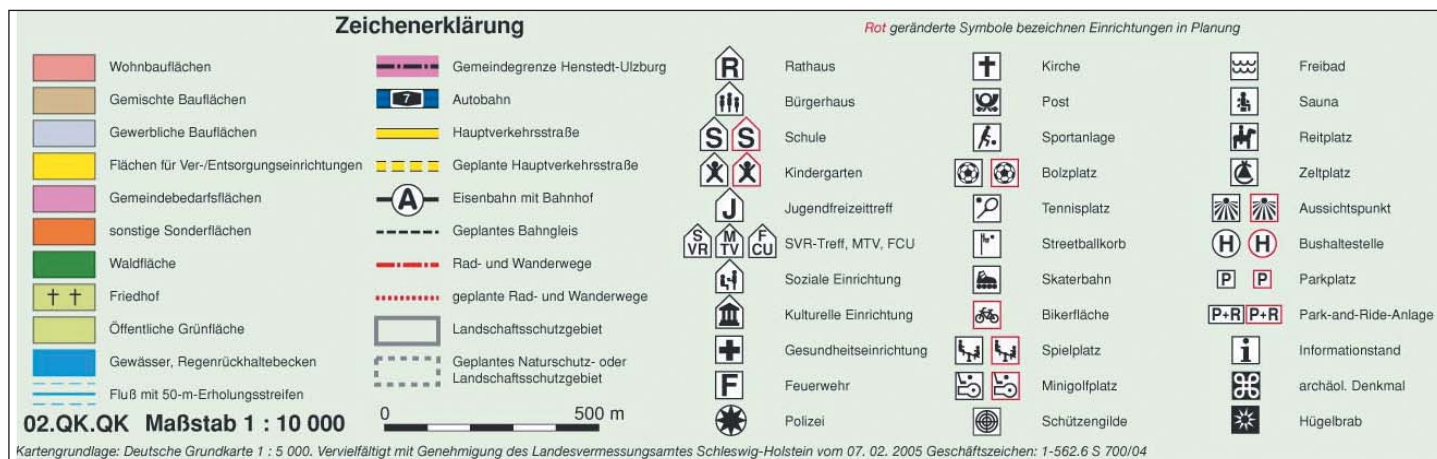 Zeichenerklärung
Rot geränderte Symbole bezeichnen Einrichtungen in Planung
Wohnbauflächen
Gemischte Bauflächen
Gewerbliche Bauflächen
Flächen für Ver-/Entsorgungseinrichtungen
Gemeindebedarfsflächen
sonstige Sonderflächen
Waldfläche
Friedhof
Öffentliche Grünfläche
Gewässer, Regenrückhaltebecken
Fluß mit 50-m-Erholungsstreifen
02.QK.QK Maßstab 1 : 10 000
Gemeindegrenze Henstedt-Ulzburg
7 Autobahn
Hauptverkehrsstraße
Geplante Hauptverkehrsstraße
A Eisenbahn mit Bahnhof
Geplantes Bahngleis
Rad- und Wanderwege
geplante Rad- und Wanderwege
Landschaftsschutzgebiet
Geplantes Naturschutz- oder
Landschaftsschutzgebiet
0 500 m
R Rathaus
Bürgerhaus
S S Schule
Kindergarten
J Jugendfreizeittreff
S VR M TV F CU SVR-Treff, MTV, FCU
Soziale Einrichtung
Kulturelle Einrichtung
Gesundheitseinrichtung
F Feuerwehr
Polizei
Kirche
Post
Sportanlage
Bolzplatz
Tennisplatz
Streetballkorb
Skaterbahn
Bikerfläche
Spielplatz
Minigolfplatz
Schützengilde
Freibad
Sauna
Reitplatz
Zeltplatz
Aussichtspunkt
H H Bushaltestelle
P P Parkplatz
P+R P+R Park-and-Ride-Anlage
i Informationstand
archäol. Denkmal
Hügelbrab
Kartengrundlage: Deutsche Grundkarte 1 : 5 000. Vervielfältigt mit Genehmigung des Landesvermessungsamtes Schleswig-Holstein vom 07. 02. 2005 Geschäftszeichen: 1-562.6 S 700/04